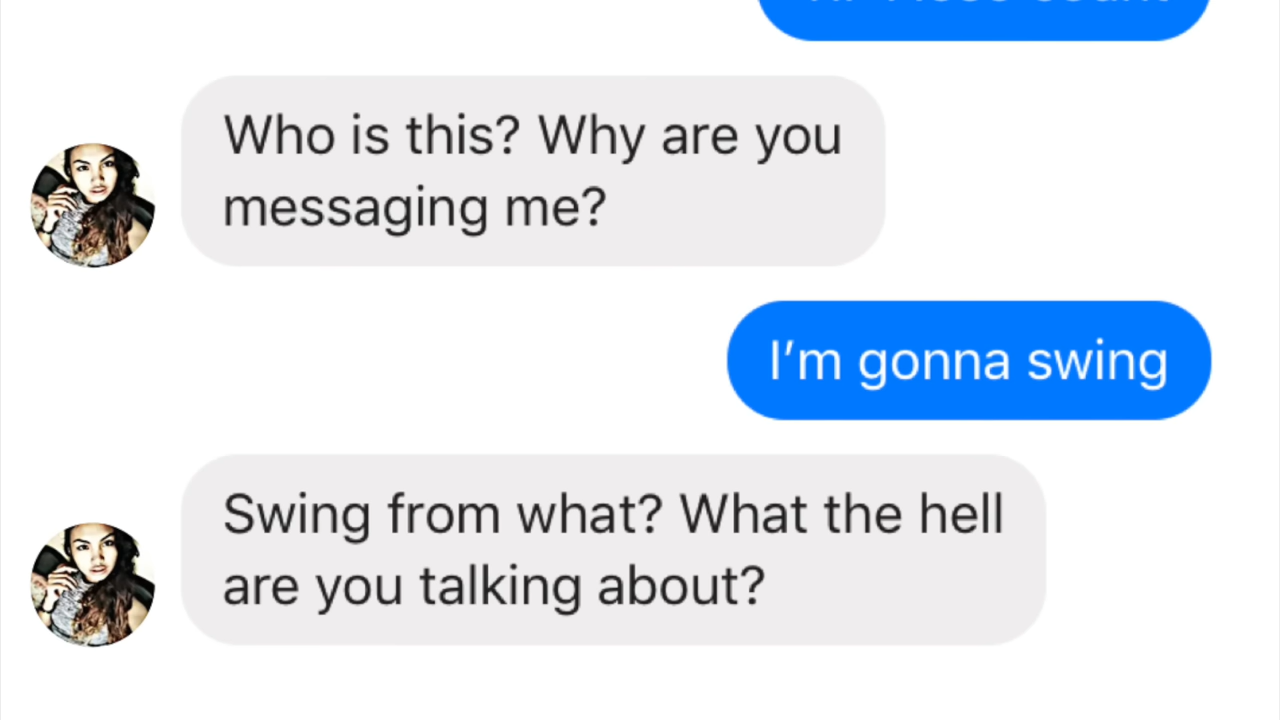 Who is this? Why are you
messaging me?
I'm gonna swing
Swing from what? What the hell
are you talking about?